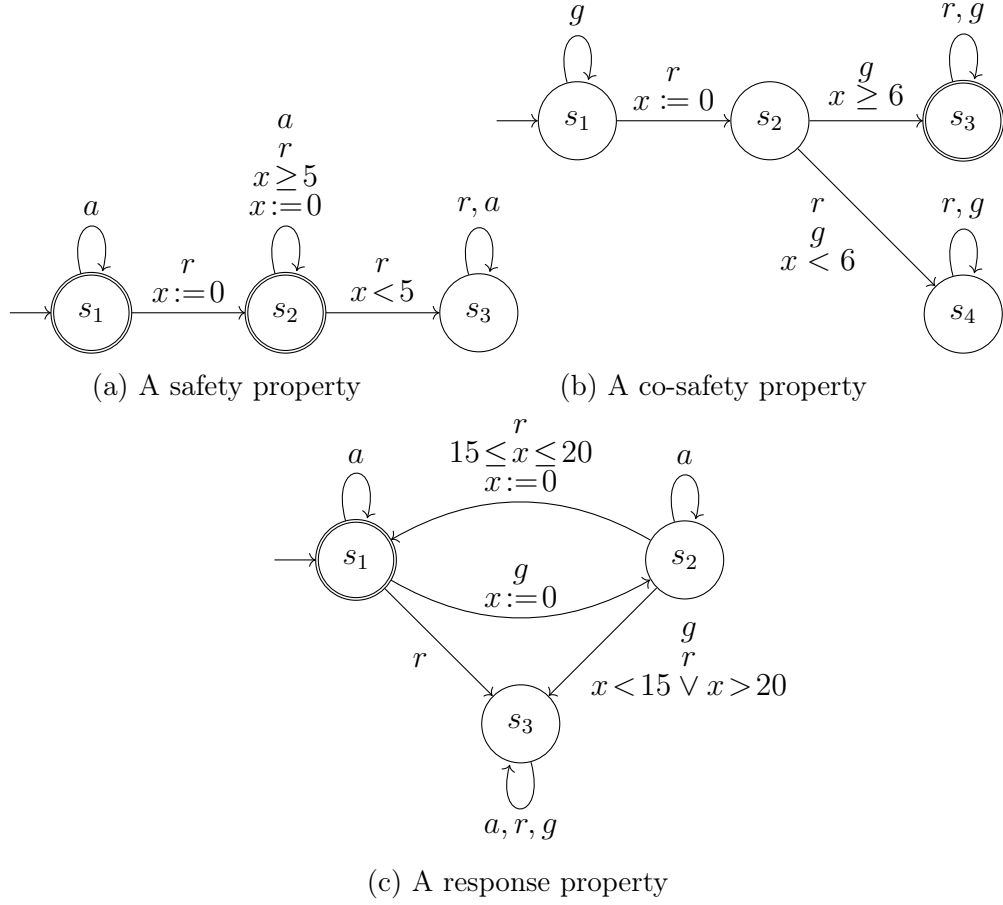 g
r
x := 0
g
x ≥ 6
r, g
s₁
s₂
s₃
r
g
x < 6
r, g
s₄
a
r
x:=0
a
r
x≥5
x:=0
r
x<5
r, a
s₁
s₂
s₃
(a) A safety property
(b) A co-safety property
a
r
15≤x≤20
x:=0
a
s₁
s₂
g
x:=0
r
g
r
x<15 ∨ x>20
s₃
a, r, g
(c) A response property